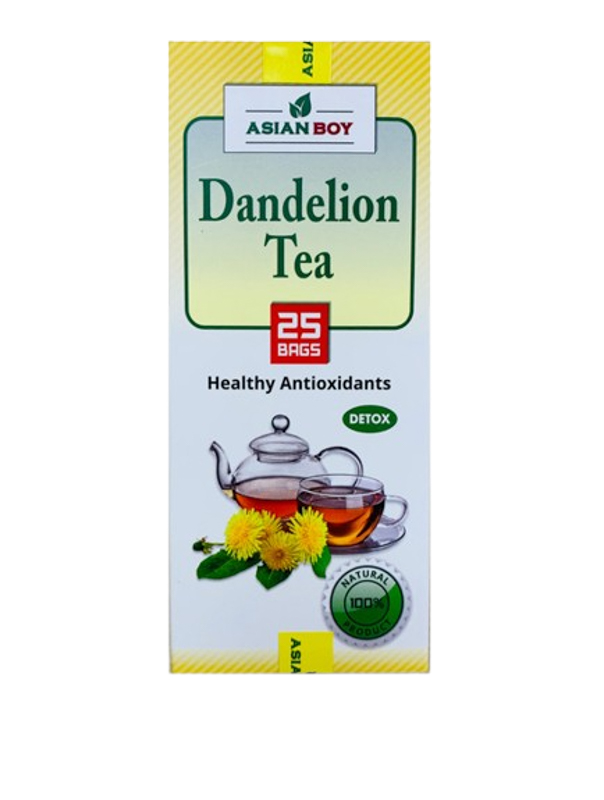 ASIA
ASIAN BOY
Dandelion
Tea
25
BAGS
Healthy Antioxidants
DETOX
NATURAL
100%
PRODUCT
ASIA